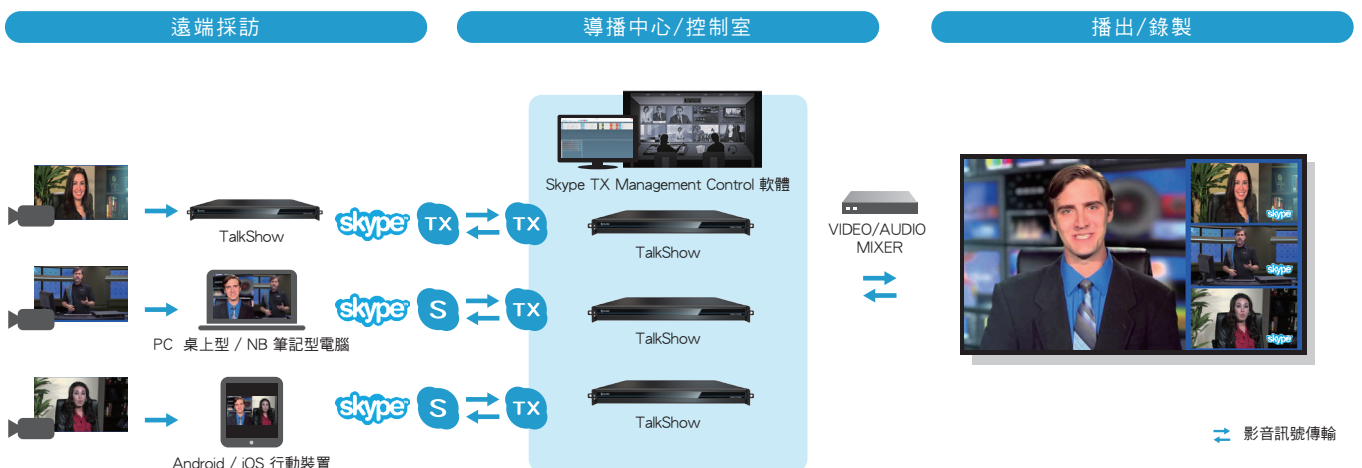 遠端採訪
導播中心/控制室
播出/錄製
Skype TX Management Control 軟體
TalkShow
skype TX TX
TalkShow
VIDEO/AUDIO
MIXER
skype
PC 桌上型 / NB 筆記型電腦
skype S TX
TalkShow
skype
Android / iOS 行動裝置
skype S TX
TalkShow
skype
影音訊號傳輸